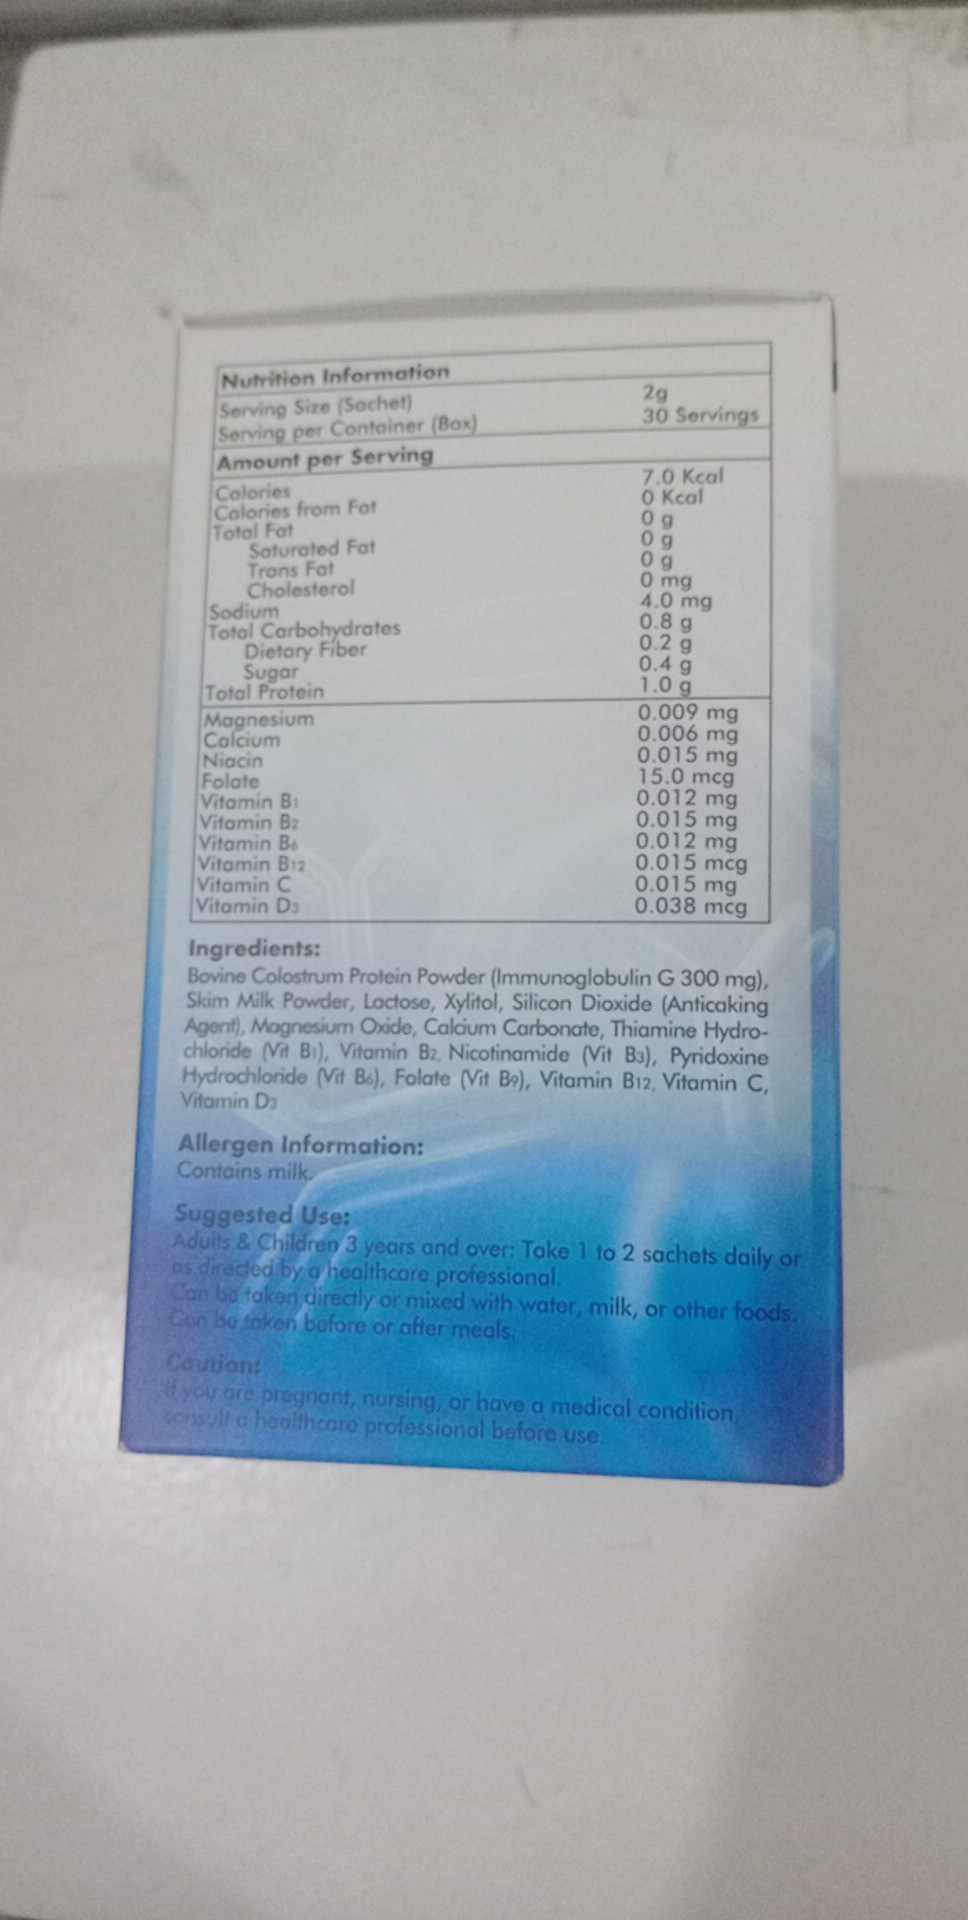 Nutrition Information
Serving Size (Sachet) 2g
Serving per Container (Box) 30 Servings
Amount per Serving
Calories 7.0 Kcal
Calories from Fat 0 Kcal
Total Fat 0 g
Saturated Fat 0 g
Trans Fat 0 g
Cholesterol 0 mg
Sodium 4.0 mg
Total Carbohydrates 0.8 g
Dietary Fiber 0.2 g
Sugar 0.4 g
Total Protein 1.0 g
Magnesium 0.009 mg
Calcium 0.006 mg
Niacin 0.015 mg
Folate 15.0 mcg
Vitamin B1 0.012 mg
Vitamin B2 0.015 mg
Vitamin B6 0.012 mg
Vitamin B12 0.015 mcg
Vitamin C 0.015 mg
Vitamin D3 0.038 mcg
Ingredients:
Bovine Colostrum Protein Powder (Immunoglobulin G 300 mg),
Skim Milk Powder, Lactose, Xylitol, Silicon Dioxide (Anticaking
Agent), Magnesium Oxide, Calcium Carbonate, Thiamine Hydro-
chloride (Vit B1), Vitamin B2, Nicotinamide (Vit B3), Pyridoxine
Hydrochloride (Vit B6), Folate (Vit B9), Vitamin B12, Vitamin C,
Vitamin D3
Allergen Information:
Contains milk.
Suggested Use:
Adults & Children 3 years and over: Take 1 to 2 sachets daily or
as directed by a healthcare professional.
Can be taken directly or mixed with water, milk, or other foods.
Can be taken before or after meals.
Caution:
If you are pregnant, nursing, or have a medical condition,
consult a healthcare professional before use.